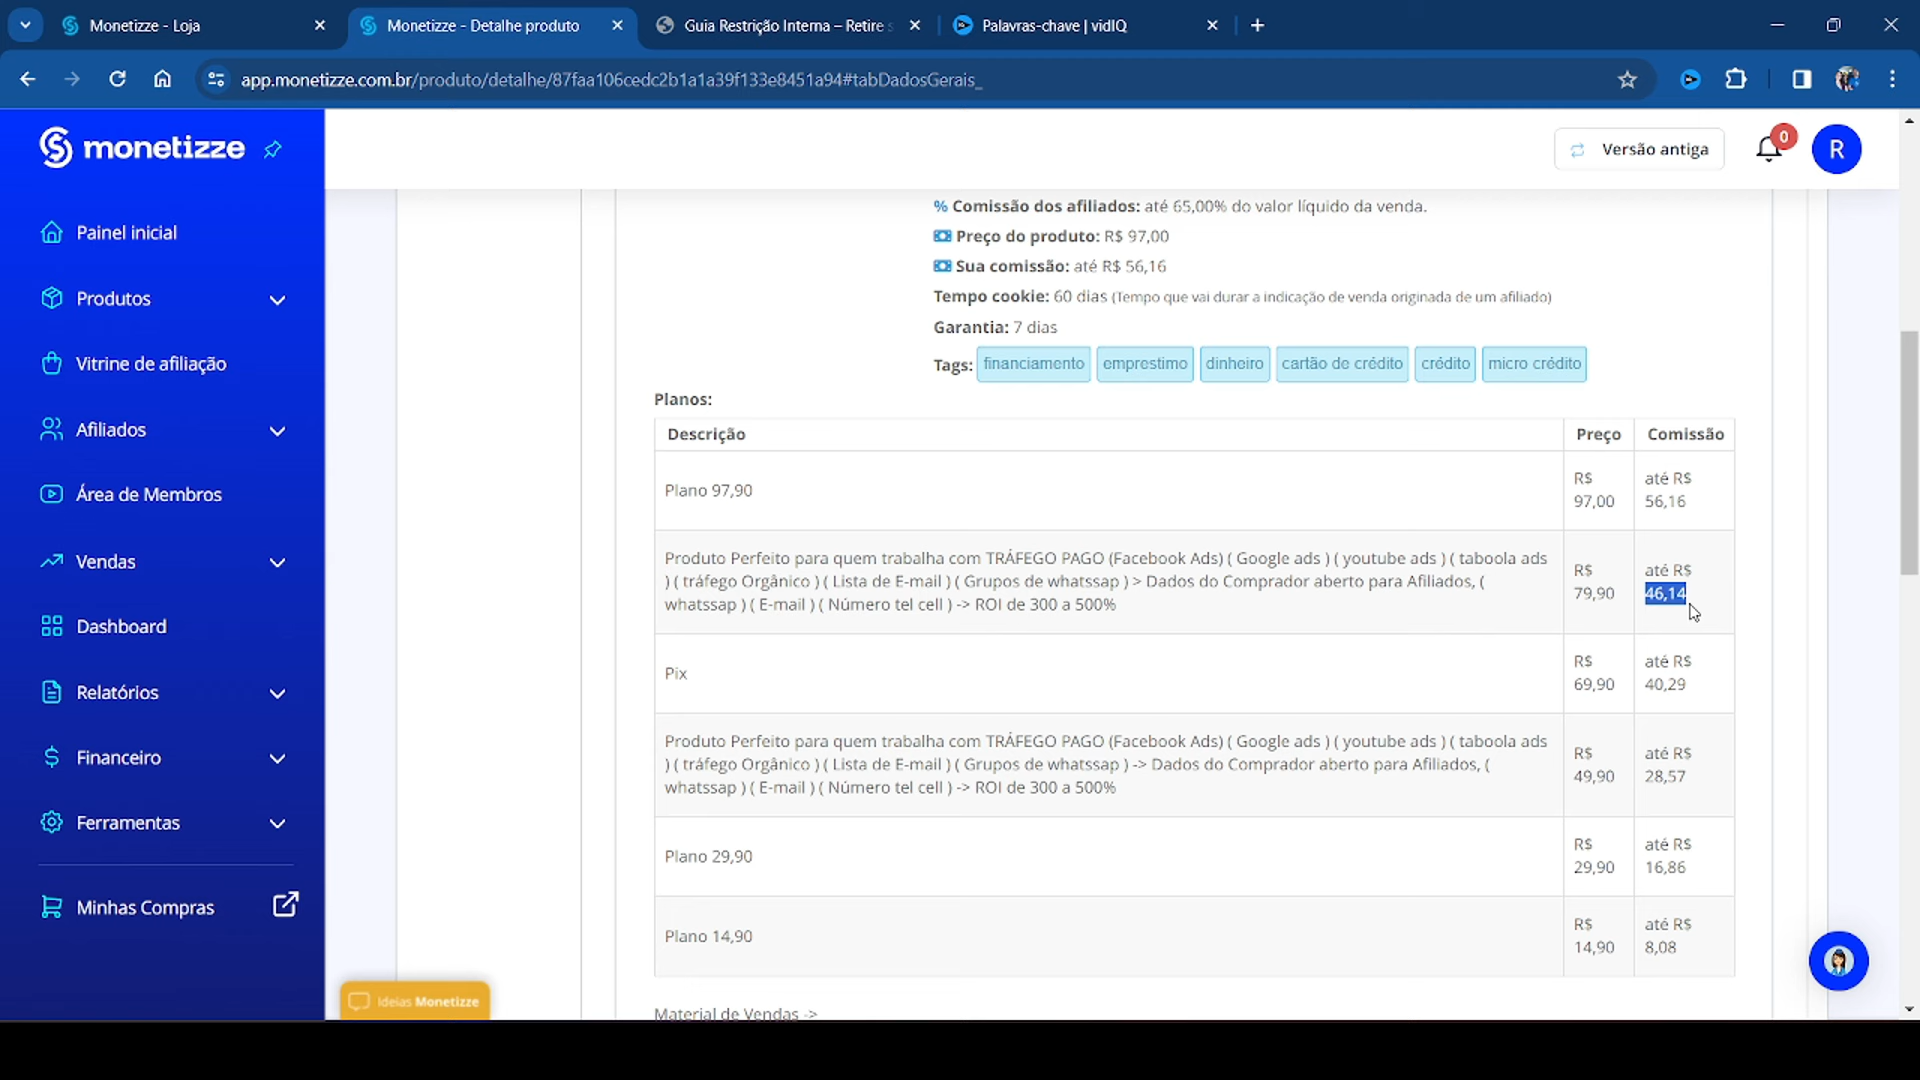 Monetizze - Loja
Monetizze - Detalhe produto
Guia Restrição Interna – Retire s
Palavras-chave | vidIQ
app.monetizze.com.br/produto/detalhe/87faa106cedc2b1a1a39f133e8451a94#tabDadosGerais_
monetizze
Versão antiga
0
R
Painel inicial
Produtos
Vitrine de afiliação
Afiliados
Área de Membros
Vendas
Dashboard
Relatórios
Financeiro
Ferramentas
Minhas Compras
% Comissão dos afiliados: até 65,00% do valor líquido da venda.
Preço do produto: R$ 97,00
Sua comissão: até R$ 56,16
Tempo cookie: 60 dias (Tempo que vai durar a indicação de venda originada de um afiliado)
Garantia: 7 dias
Tags: financiamento emprestimo dinheiro cartão de crédito crédito micro crédito
Planos:
Descrição Preço Comissão
Plano 97,90
R$
97,00
até R$
56,16
Produto Perfeito para quem trabalha com TRÁFEGO PAGO (Facebook Ads) ( Google ads ) ( youtube ads ) ( taboola ads
) ( tráfego Orgânico ) ( Lista de E-mail ) ( Grupos de whatssap ) > Dados do Comprador aberto para Afiliados, (
whatssap ) ( E-mail ) ( Número tel cell ) -> ROI de 300 a 500%
R$
79,90
até R$
46,14
Pix
R$
69,90
até R$
40,29
Produto Perfeito para quem trabalha com TRÁFEGO PAGO (Facebook Ads) ( Google ads ) ( youtube ads ) ( taboola ads
) ( tráfego Orgânico ) ( Lista de E-mail ) ( Grupos de whatssap ) -> Dados do Comprador aberto para Afiliados, (
whatssap ) ( E-mail ) ( Número tel cell ) -> ROI de 300 a 500%
R$
49,90
até R$
28,57
Plano 29,90
R$
29,90
até R$
16,86
Plano 14,90
R$
14,90
até R$
8,08
Material de Vendas ->
Ideias Monetizze